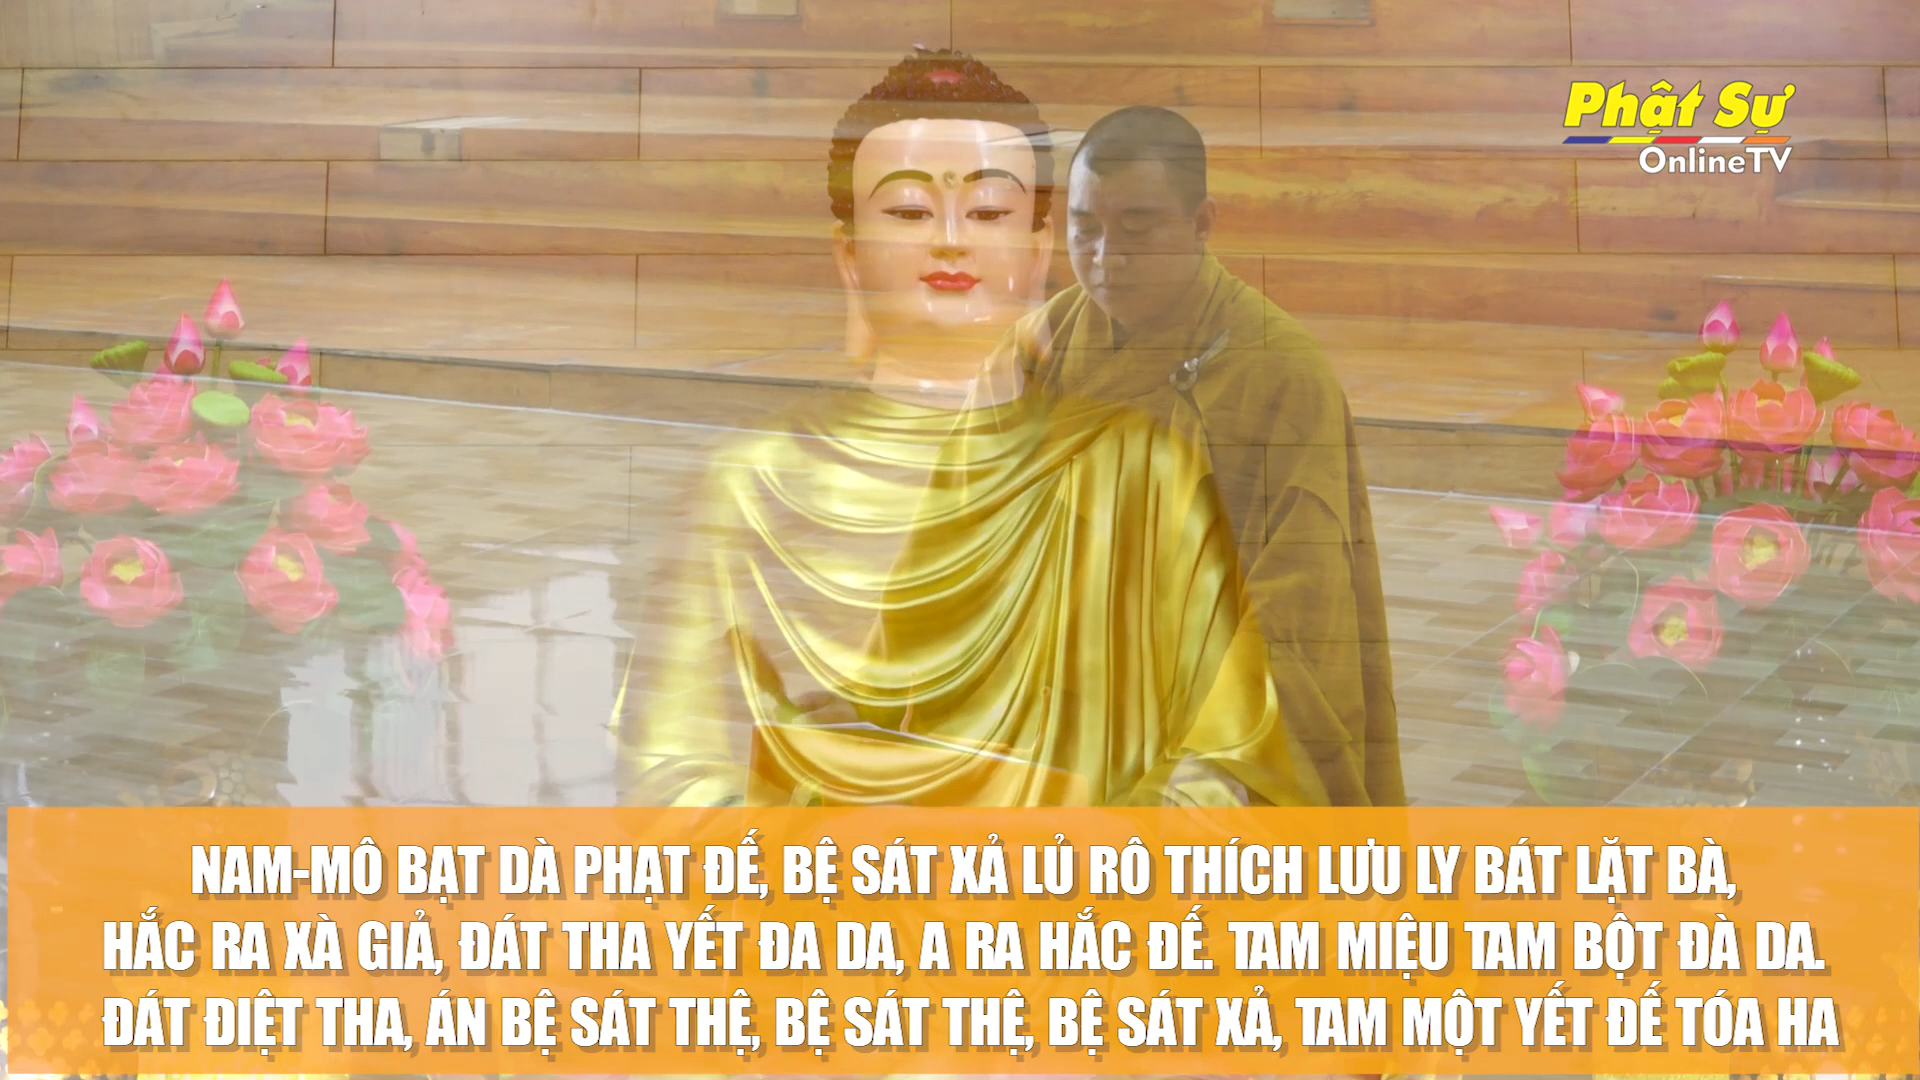 Phật Sự
OnlineTV
NAM-MÔ BẠT DÀ PHẠT ĐẾ, BỆ SÁT XẢ LỦ RÔ THÍCH LƯU LY BÁT LẶT BÀ,
HẮC RA XÀ GIẢ, ĐÁT THA YẾT ĐA DA, A RA HẮC ĐẾ. TAM MIỆU TAM BỘT ĐÀ DA.
ĐÁT ĐIỆT THA, ÁN BỆ SÁT THỆ, BỆ SÁT THỆ, BỆ SÁT XẢ, TAM MỘT YẾT ĐẾ TÓA HA